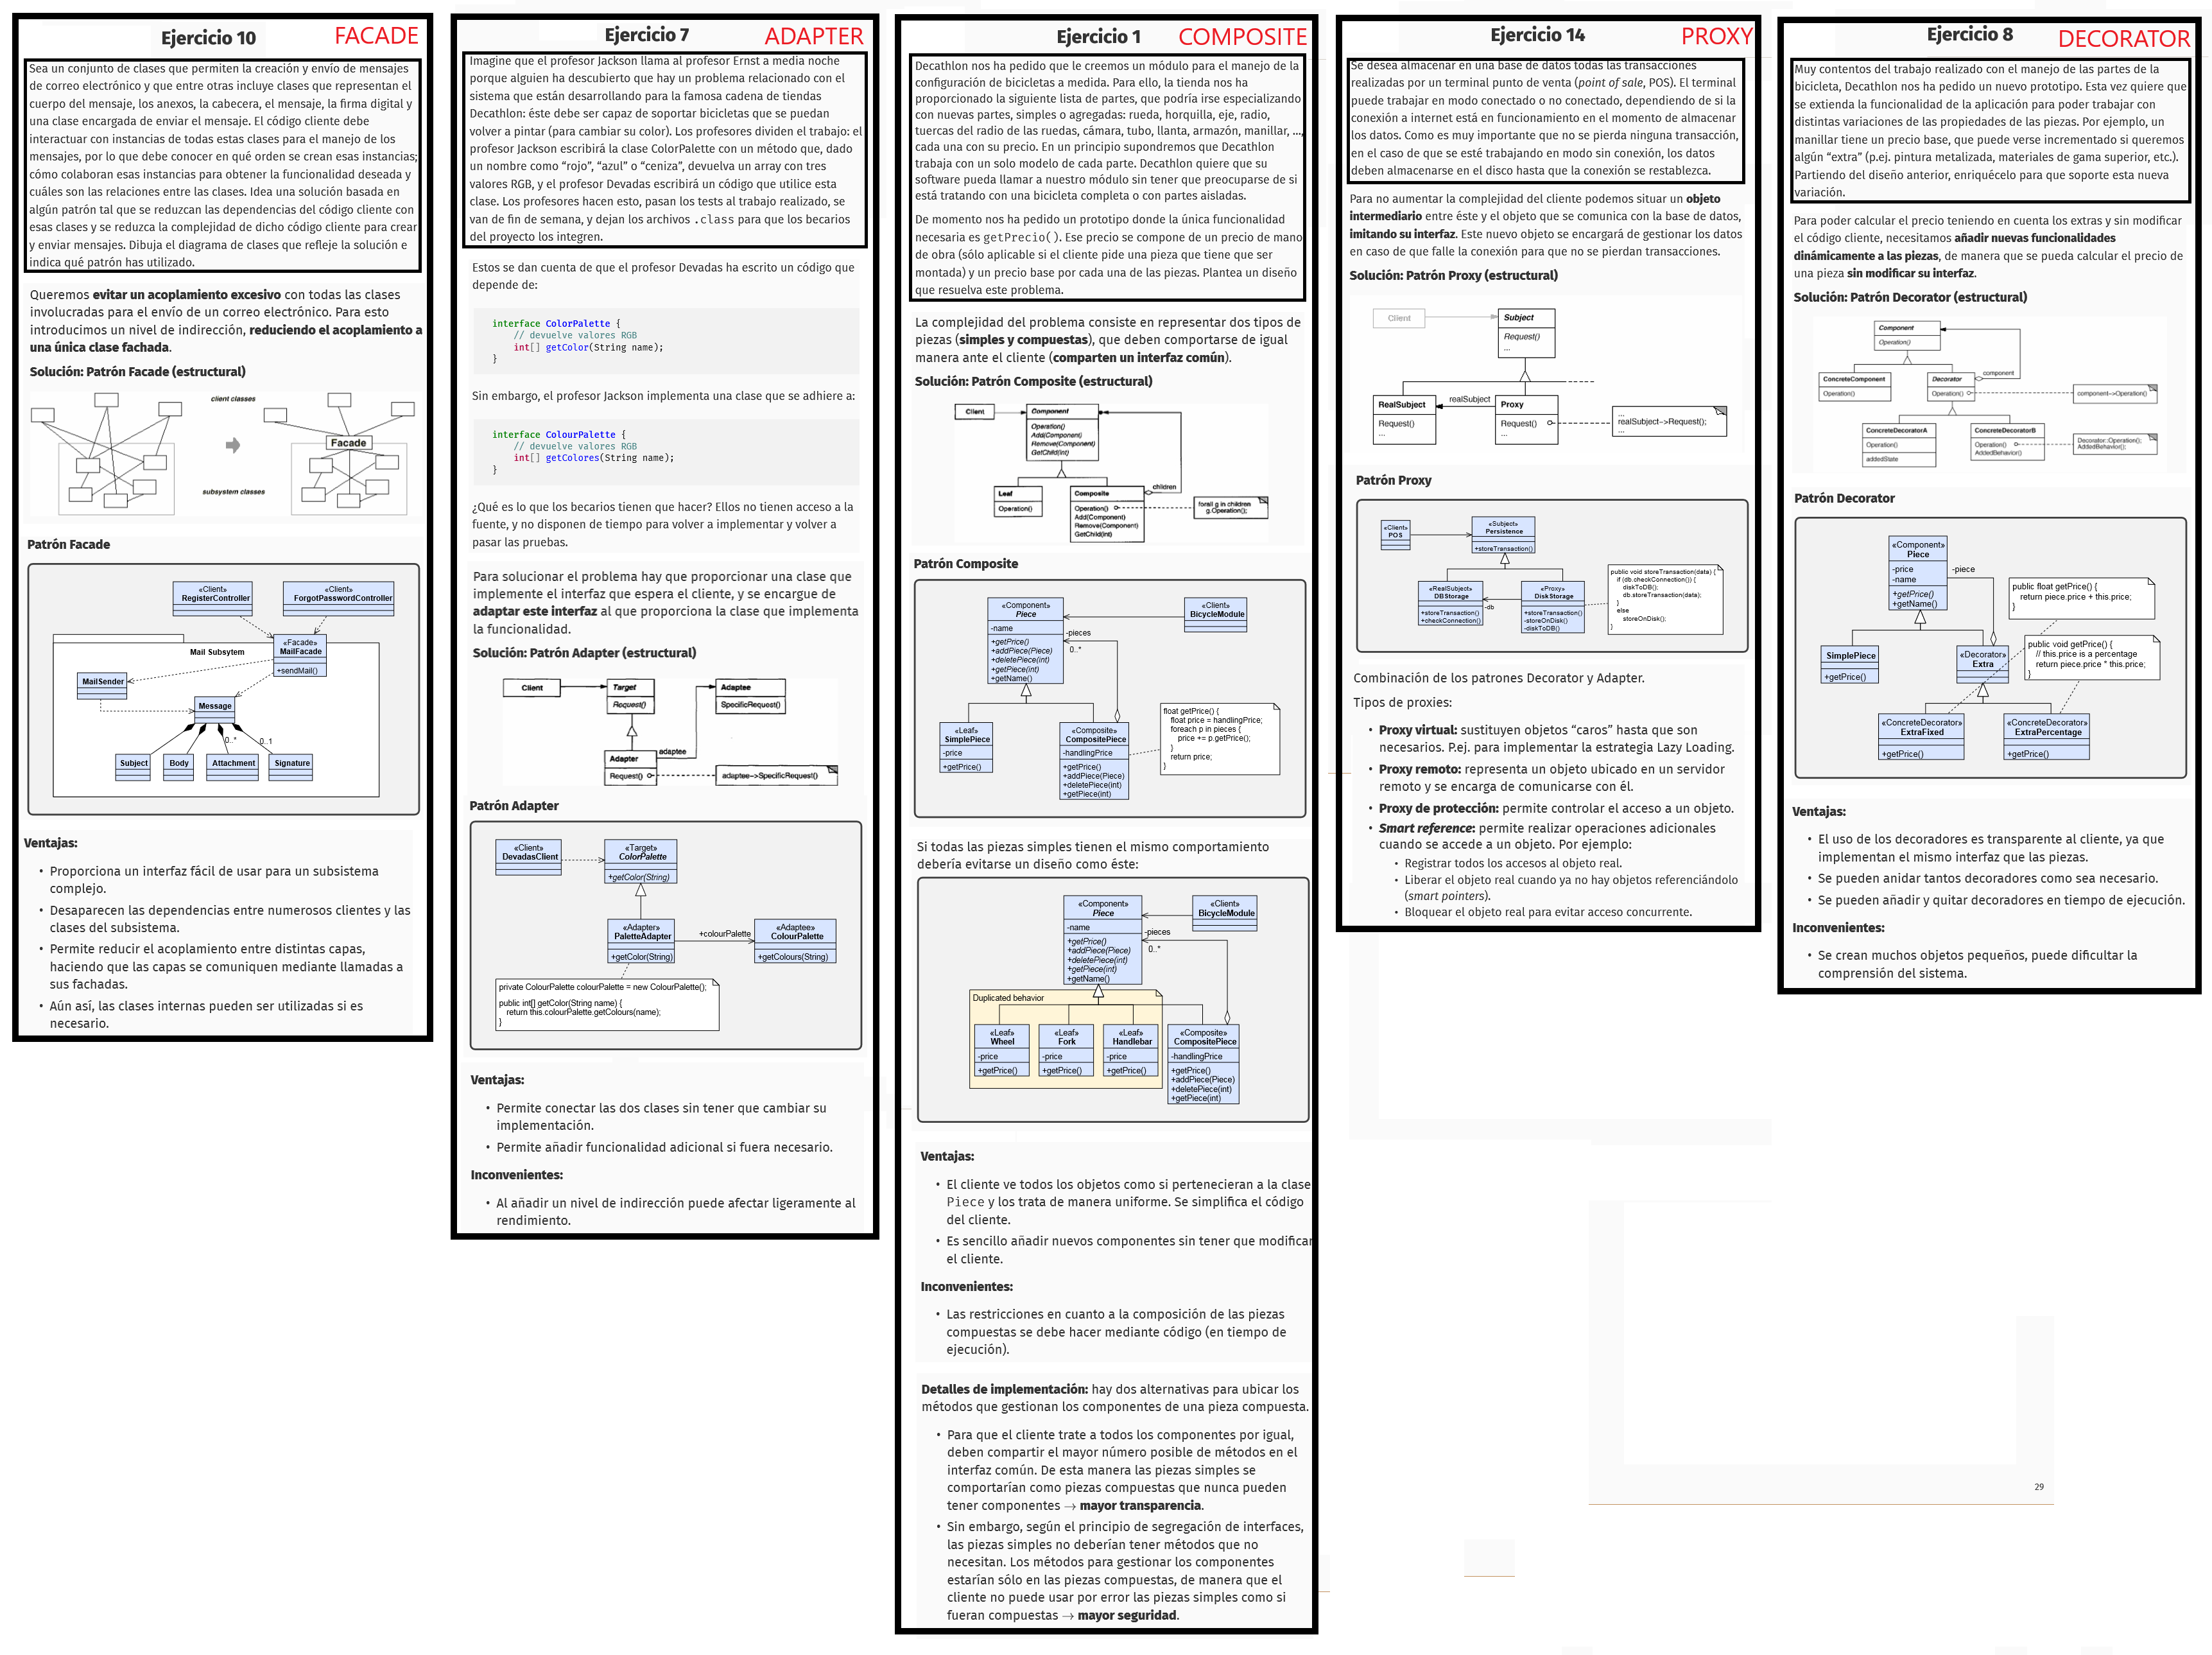 Ejercicio 10
FACADE
Sea un conjunto de clases que permiten la creación y envío de mensajes
de correo electrónico y que entre otras incluye clases que representan el
cuerpo del mensaje, los anexos, la cabecera, el mensaje, la firma digital y
una clase encargada de enviar el mensaje. El código cliente debe
interactuar con instancias de todas estas clases para el manejo de los
mensajes, por lo que debe conocer en qué orden se crean esas instancias;
cómo colaboran esas instancias para obtener la funcionalidad deseada y
cuáles son las relaciones entre las clases. Idea una solución basada en
algún patrón tal que se reduzcan las dependencias del código cliente con
esas clases y se reduzca la complejidad de dicho código cliente para crear
y enviar mensajes. Dibuja el diagrama de clases que refleje la solución e
indica qué patrón has utilizado.
Queremos evitar un acoplamiento excesivo con todas las clases
involucradas para el envío de un correo electrónico. Para esto
introducimos un nivel de indirección, reduciendo el acoplamiento a
una única clase fachada.
Solución: Patrón Facade (estructural)
client classes
Facade
subsystem classes
Patrón Facade
«Client»
RegisterController
«Client»
ForgotPasswordController
«Facade»
MailFacade
+sendMail()
Mail Subsytem
MailSender
Message
0..*
0..1
Subject
Body
Attachment
Signature
Ventajas:
• Proporciona un interfaz fácil de usar para un subsistema
complejo.
• Desaparecen las dependencias entre numerosos clientes y las
clases del subsistema.
• Permite reducir el acoplamiento entre distintas capas,
haciendo que las capas se comuniquen mediante llamadas a
sus fachadas.
• Aún así, las clases internas pueden ser utilizadas si es
necesario.
Ejercicio 7
ADAPTER
Imagine que el profesor Jackson llama al profesor Ernst a media noche
porque alguien ha descubierto que hay un problema relacionado con el
sistema que están desarrollando para la famosa cadena de tiendas
Decathlon: éste debe ser capaz de soportar bicicletas que se puedan
volver a pintar (para cambiar su color). Los profesores dividen el trabajo: el
profesor Jackson escribirá la clase ColorPalette con un método que, dado
un nombre como “rojo”, “azul” o “ceniza”, devuelva un array con tres
valores RGB, y el profesor Devadas escribirá un código que utilice esta
clase. Los profesores hacen esto, pasan los tests al trabajo realizado, se
van de fin de semana, y dejan los archivos .class para que los becarios
del proyecto los integren.
Estos se dan cuenta de que el profesor Devadas ha escrito un código que
depende de:
interface ColorPalette {
// devuelve valores RGB
int[] getColor(String name);
}
Sin embargo, el profesor Jackson implementa una clase que se adhiere a:
interface ColourPalette {
// devuelve valores RGB
int[] getColores(String name);
}
¿Qué es lo que los becarios tienen que hacer? Ellos no tienen acceso a la
fuente, y no disponen de tiempo para volver a implementar y volver a
pasar las pruebas.
Para solucionar el problema hay que proporcionar una clase que
implemente el interfaz que espera el cliente, y se encargue de
adaptar este interfaz al que proporciona la clase que implementa
la funcionalidad.
Solución: Patrón Adapter (estructural)
Client
Target
Request()
Adaptee
SpecificRequest()
adaptee
Adapter
Request()
adaptee->SpecificRequest()
Patrón Adapter
«Client»
DevadasClient
«Target»
ColorPalette
+getColor(String)
«Adapter»
PaletteAdapter
+getColor(String)
+colourPalette
«Adaptee»
ColourPalette
+getColours(String)
private ColourPalette colourPalette = new ColourPalette();
public int[] getColor(String name) {
return this.colourPalette.getColours(name);
}
Ventajas:
• Permite conectar las dos clases sin tener que cambiar su
implementación.
• Permite añadir funcionalidad adicional si fuera necesario.
Inconvenientes:
• Al añadir un nivel de indirección puede afectar ligeramente al
rendimiento.
Ejercicio 1
COMPOSITE
Decathlon nos ha pedido que le creemos un módulo para el manejo de la
configuración de bicicletas a medida. Para ello, la tienda nos ha
proporcionado la siguiente lista de partes, que podría irse especializando
con nuevas partes, simples o agregadas: rueda, horquilla, eje, radio,
tuercas del radio de las ruedas, cámara, tubo, llanta, armazón, manillar, ...,
cada una con su precio. En un principio supondremos que Decathlon
trabaja con un solo modelo de cada parte. Decathlon quiere que su
software pueda llamar a nuestro módulo sin tener que preocuparse de si
está tratando con una bicicleta completa o con partes aisladas.
De momento nos ha pedido un prototipo donde la única funcionalidad
necesaria es getPrecio(). Ese precio se compone de un precio de mano
de obra (sólo aplicable si el cliente pide una pieza que tiene que ser
montada) y un precio base por cada una de las piezas. Plantea un diseño
que resuelva este problema.
La complejidad del problema consiste en representar dos tipos de
piezas (simples y compuestas), que deben comportarse de igual
manera ante el cliente (comparten un interfaz común).
Solución: Patrón Composite (estructural)
Client
Component
Operation()
Add(Component)
Remove(Component)
GetChild(int)
children
Leaf
Operation()
Composite
Operation()
Add(Component)
Remove(Component)
GetChild(int)
forall g in children
g.Operation();
Patrón Composite
«Component»
Piece
-name
+getPrice()
+addPiece(Piece)
+deletePiece(int)
+getPiece(int)
+getName()
«Client»
BicycleModule
-pieces
0..*
«Leaf»
SimplePiece
-price
+getPrice()
«Composite»
CompositePiece
-handlingPrice
+getPrice()
+addPiece(Piece)
+deletePiece(int)
+getPiece(int)
float getPrice() {
float price = handlingPrice;
foreach p in pieces {
price += p.getPrice();
}
return price;
}
Si todas las piezas simples tienen el mismo comportamiento
debería evitarse un diseño como éste:
«Component»
Piece
-name
+getPrice()
+addPiece(Piece)
+deletePiece(int)
+getPiece(int)
+getName()
«Client»
BicycleModule
-pieces
0..*
Duplicated behavior
«Leaf»
Wheel
-price
+getPrice()
«Leaf»
Fork
-price
+getPrice()
«Leaf»
Handlebar
-price
+getPrice()
«Composite»
CompositePiece
-handlingPrice
+getPrice()
+addPiece(Piece)
+deletePiece(int)
+getPiece(int)
Ventajas:
• El cliente ve todos los objetos como si pertenecieran a la clase
Piece y los trata de manera uniforme. Se simplifica el código
del cliente.
• Es sencillo añadir nuevos componentes sin tener que modificar
el cliente.
Inconvenientes:
• Las restricciones en cuanto a la composición de las piezas
compuestas se debe hacer mediante código (en tiempo de
ejecución).
Detalles de implementación: hay dos alternativas para ubicar los
métodos que gestionan los componentes de una pieza compuesta.
• Para que el cliente trate a todos los componentes por igual,
deben compartir el mayor número posible de métodos en el
interfaz común. De esta manera las piezas simples se
comportarían como piezas compuestas que nunca pueden
tener componentes → mayor transparencia.
• Sin embargo, según el principio de segregación de interfaces,
las piezas simples no deberían tener métodos que no
necesitan. Los métodos para gestionar los componentes
estarían sólo en las piezas compuestas, de manera que el
cliente no puede usar por error las piezas simples como si
fueran compuestas → mayor seguridad.
Ejercicio 14
PROXY
Se desea almacenar en una base de datos todas las transacciones
realizadas por un terminal punto de venta (point of sale, POS). El terminal
puede trabajar en modo conectado o no conectado, dependiendo de si la
conexión a internet está en funcionamiento en el momento de almacenar
los datos. Como es muy importante que no se pierda ninguna transacción,
en el caso de que se esté trabajando en modo sin conexión, los datos
deben almacenarse en el disco hasta que la conexión se restablezca.
Para no aumentar la complejidad del cliente podemos situar un objeto
intermediario entre éste y el objeto que se comunica con la base de datos,
imitando su interfaz. Este nuevo objeto se encargará de gestionar los datos
en caso de que falle la conexión para que no se pierdan transacciones.
Solución: Patrón Proxy (estructural)
Client
Subject
Request()
...
RealSubject
Request()
...
realSubject
Proxy
Request()
...
...
realSubject->Request();
...
Patrón Proxy
«Client»
POS
«Subject»
Persistence
+storeTransaction()
«RealSubject»
DBStorage
+storeTransaction()
+checkConnection()
-db
«Proxy»
DiskStorage
+storeTransaction()
-storeOnDisk()
-diskToDB()
public void storeTransaction(data) {
if (db.checkConnection()) {
diskToDB();
db.storeTransaction(data);
}
else
storeOnDisk();
}
Combinación de los patrones Decorator y Adapter.
Tipos de proxies:
• Proxy virtual: sustituyen objetos “caros” hasta que son
necesarios. P.ej. para implementar la estrategia Lazy Loading.
• Proxy remoto: representa un objeto ubicado en un servidor
remoto y se encarga de comunicarse con él.
• Proxy de protección: permite controlar el acceso a un objeto.
• Smart reference: permite realizar operaciones adicionales
cuando se accede a un objeto. Por ejemplo:
• Registrar todos los accesos al objeto real.
• Liberar el objeto real cuando ya no hay objetos referenciándolo
(smart pointers).
• Bloquear el objeto real para evitar acceso concurrente.
Ejercicio 8
DECORATOR
Muy contentos del trabajo realizado con el manejo de las partes de la
bicicleta, Decathlon nos ha pedido un nuevo prototipo. Esta vez quiere que
se extienda la funcionalidad de la aplicación para poder trabajar con
distintas variaciones de las propiedades de las piezas. Por ejemplo, un
manillar tiene un precio base, que puede verse incrementado si queremos
algún “extra” (p.ej. pintura metalizada, materiales de gama superior, etc.).
Partiendo del diseño anterior, enriquécelo para que soporte esta nueva
variación.
Para poder calcular el precio teniendo en cuenta los extras y sin modificar
el código cliente, necesitamos añadir nuevas funcionalidades
dinámicamente a las piezas, de manera que se pueda calcular el precio de
una pieza sin modificar su interfaz.
Solución: Patrón Decorator (estructural)
Component
Operation()
ConcreteComponent
Operation()
Decorator
Operation()
component
component->Operation()
ConcreteDecoratorA
Operation()
addedState
ConcreteDecoratorB
Operation()
AddedBehavior()
Decorator::Operation();
AddedBehavior();
Patrón Decorator
«Component»
Piece
-price
-name
+getPrice()
+getName()
-piece
public float getPrice() {
return piece.price + this.price;
}
public void getPrice() {
// this.price is a percentage
return piece.price * this.price;
}
SimplePiece
+getPrice()
«Decorator»
Extra
«ConcreteDecorator»
ExtraFixed
+getPrice()
«ConcreteDecorator»
ExtraPercentage
+getPrice()
Ventajas:
• El uso de los decoradores es transparente al cliente, ya que
implementan el mismo interfaz que las piezas.
• Se pueden anidar tantos decoradores como sea necesario.
• Se pueden añadir y quitar decoradores en tiempo de ejecución.
Inconvenientes:
• Se crean muchos objetos pequeños, puede dificultar la
comprensión del sistema.
29